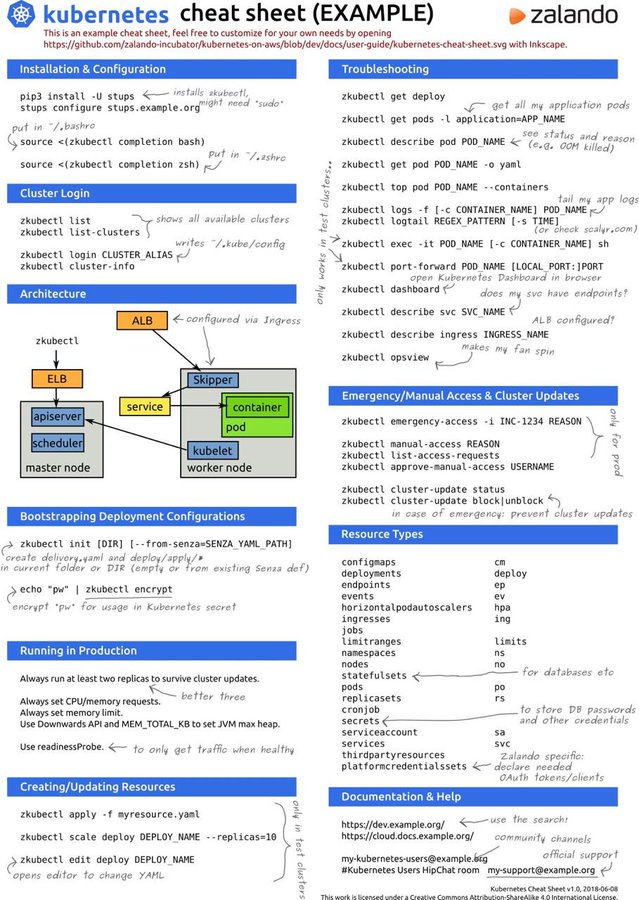 kubernetes cheat sheet (EXAMPLE)
zalando
This is an example cheat sheet, feel free to customize for your own needs by opening
https://github.com/zalando-incubator/kubernetes-on-aws/blob/dev/docs/user-guide/kubernetes-cheat-sheet.svg with Inkscape.
Installation & Configuration
pip3 install -U stups
installs zkubectl,
might need "sudo"
stups configure stups.example.org
put in ~/.bashrc
source <(zkubectl completion bash)
put in ~/.zshrc
source <(zkubectl completion zsh)
Cluster Login
zkubectl list
zkubectl list-clusters
shows all available clusters
writes ~/.kube/config
zkubectl login CLUSTER_ALIAS
zkubectl cluster-info
Architecture
ALB
configured via Ingress
zkubectl
ELB
Skipper
service
container
pod
apiserver
scheduler
master node
kubelet
worker node
Bootstrapping Deployment Configurations
zkubectl init [DIR] [--from-senza=SENZA_YAML_PATH]
create delivery.yaml and deploy/apply/*
in current folder or DIR (empty or from existing Senza def)
echo "pw" | zkubectl encrypt
encrypt "pw" for usage in Kubernetes secret
Running in Production
Always run at least two replicas to survive cluster updates.
better three
Always set CPU/memory requests.
Always set memory limit.
Use Downwards API and MEM_TOTAL_KB to set JVM max heap.
Use readinessProbe.
to only get traffic when healthy
Creating/Updating Resources
zkubectl apply -f myresource.yaml
zkubectl scale deploy DEPLOY_NAME --replicas=10
zkubectl edit deploy DEPLOY_NAME
opens editor to change YAML
only in test clusters
Troubleshooting
zkubectl get deploy
get all my application pods
zkubectl get pods -l application=APP_NAME
zkubectl describe pod POD_NAME
see status and reason
(e.g. OOM killed)
zkubectl get pod POD_NAME -o yaml
zkubectl top pod POD_NAME --containers
tail my app logs
zkubectl logs -f [-c CONTAINER_NAME] POD_NAME
zkubectl logtail REGEX_PATTERN [-s TIME]
(or check scalyr.com)
zkubectl exec -it POD_NAME [-c CONTAINER_NAME] sh
zkubectl port-forward POD_NAME [LOCAL_PORT:]PORT
only works in test clusters..
open Kubernetes Dashboard in browser
zkubectl dashboard
does my svc have endpoints?
zkubectl describe svc SVC_NAME
ALB configured?
zkubectl describe ingress INGRESS_NAME
makes my fan spin
zkubectl opsview
Emergency/Manual Access & Cluster Updates
zkubectl emergency-access -i INC-1234 REASON
zkubectl manual-access REASON
zkubectl list-access-requests
zkubectl approve-manual-access USERNAME
only for prod
zkubectl cluster-update status
zkubectl cluster-update block|unblock
in case of emergency: prevent cluster updates
Resource Types
configmaps cm
deployments deploy
endpoints ep
events ev
horizontalpodautoscalers hpa
ingresses ing
jobs
limitranges limits
namespaces ns
nodes no
statefulsets
for databases etc
pods po
replicasets rs
cronjob
secrets
to store DB passwords
and other credentials
serviceaccount sa
services svc
thirdpartyresources
platformcredentialssets
Zalando specific:
declare needed
OAuth tokens/clients
Documentation & Help
https://dev.example.org/
use the search!
https://cloud.docs.example.org/
community channels
my-kubernetes-users@example.org
official support
#Kubernetes Users HipChat room
my-support@example.org
Kubernetes Cheat Sheet v1.0, 2018-06-08
This work is licensed under a Creative Commons Attribution-ShareAlike 4.0 International License.